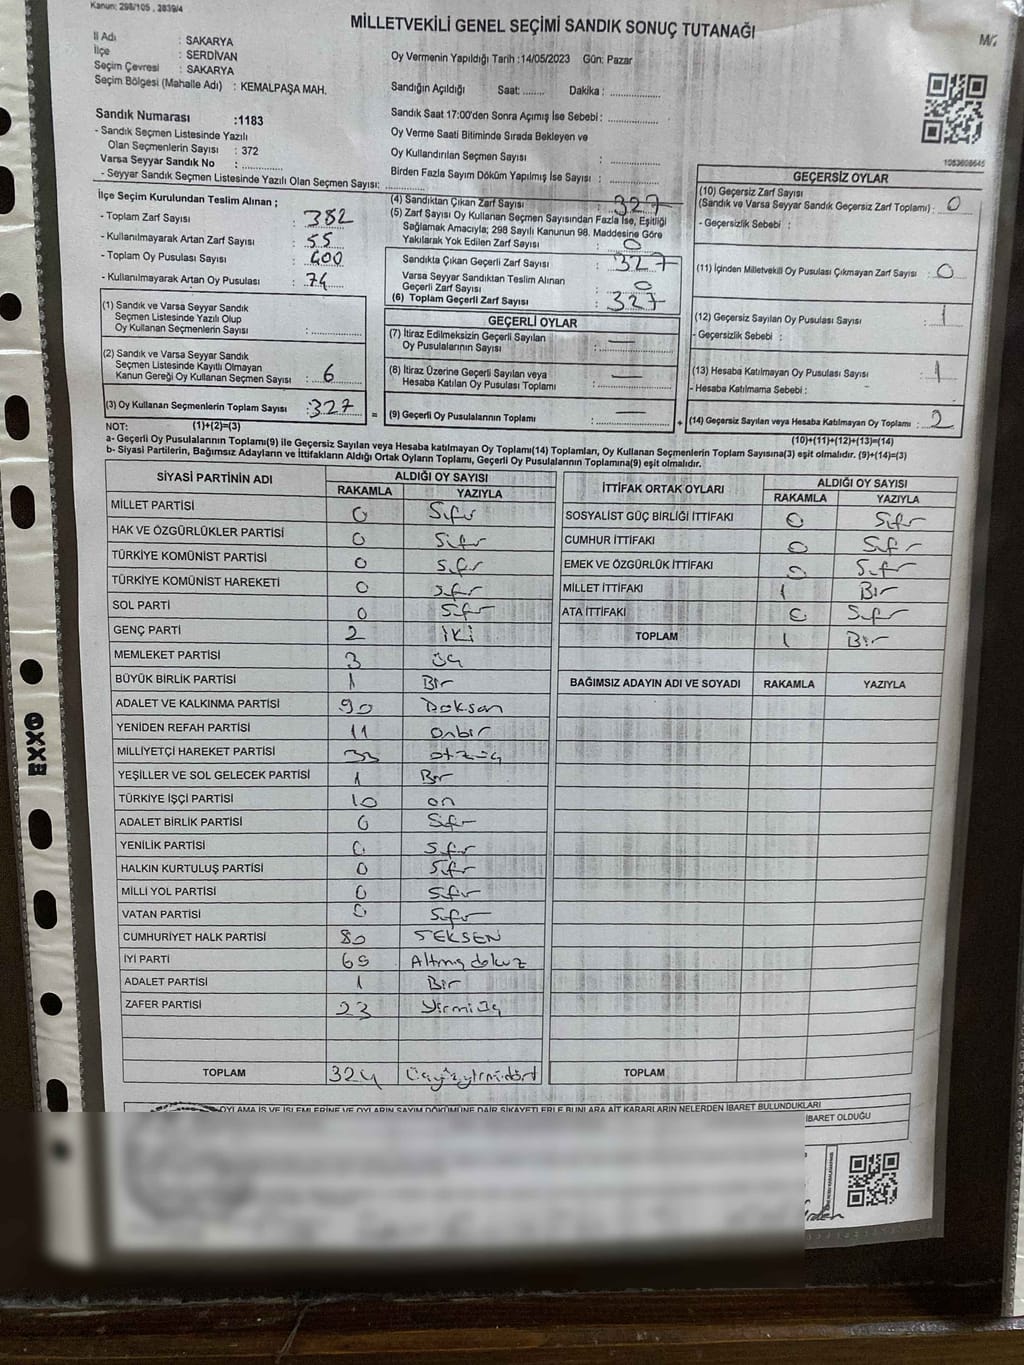 Kanun: 298/105 , 2839/4
MİLLETVEKİLİ GENEL SEÇİMİ SANDIK SONUÇ TUTANAĞI
İl Adı : SAKARYA
İlçe : SERDİVAN
Seçim Çevresi : SAKARYA
Seçim Bölgesi (Mahalle Adı) : KEMALPAŞA MAH.
Oy Vermenin Yapıldığı Tarih :14/05/2023 Gün: Pazar
Sandığın Açıldığı Saat: ........ Dakika : ................
Sandık Saat 17:00'den Sonra Açımış İse Sebebi : ................
Oy Verme Saati Bitiminde Sırada Bekleyen ve
Oy Kullandırılan Seçmen Sayısı : ................
Birden Fazla Sayım Döküm Yapılmış İse Sayısı : ................
Sandık Numarası :1183
- Sandık Seçmen Listesinde Yazılı
Olan Seçmenlerin Sayısı : 372
Varsa Seyyar Sandık No : ............
- Seyyar Sandık Seçmen Listesinde Yazılı Olan Seçmen Sayısı: ............
1083608645
İlçe Seçim Kurulundan Teslim Alınan ;
- Toplam Zarf Sayısı : 382
- Kullanılmayarak Artan Zarf Sayısı : 55
- Toplam Oy Pusulası Sayısı : 400
- Kullanılmayarak Artan Oy Pusulası : 74
(1) Sandık ve Varsa Seyyar Sandık
Seçmen Listesinde Yazılı Olup
Oy Kullanan Seçmenlerin Sayısı : ............
(2) Sandık ve Varsa Seyyar Sandık
Seçmen Listesinde Kayıtlı Olmayan
Kanun Gereği Oy Kullanan Seçmen Sayısı : 6
(3) Oy Kullanan Seçmenlerin Toplam Sayısı : 327 =
(4) Sandıktan Çıkan Zarf Sayısı : 327
(5) Zarf Sayısı Oy Kullanan Seçmen Sayısından Fazla İse, Eşitliği
Sağlamak Amacıyla; 298 Sayılı Kanunun 98. Maddesine Göre
Yakılarak Yok Edilen Zarf Sayısı : 0
Sandıkta Çıkan Geçerli Zarf Sayısı : 327
Varsa Seyyar Sandıktan Teslim Alınan
Geçerli Zarf Sayısı : 0
(6) Toplam Geçerli Zarf Sayısı : 327
GEÇERLİ OYLAR
(7) İtiraz Edilmeksizin Geçerli Sayılan
Oy Pusulalarının Sayısı : —
(8) İtiraz Üzerine Geçerli Sayılan veya
Hesaba Katılan Oy Pusulası Toplamı : —
(9) Geçerli Oy Pusulalarının Toplamı : — +
GEÇERSİZ OYLAR
(10) Geçersiz Zarf Sayısı
(Sandık ve Varsa Seyyar Sandık Geçersiz Zarf Toplamı) : 0
- Geçersizlik Sebebi :
(11) İçinden Milletvekili Oy Pusulası Çıkmayan Zarf Sayısı : 0
(12) Geçersiz Sayılan Oy Pusulası Sayısı : 1
- Geçersizlik Sebebi :
(13) Hesaba Katılmayan Oy Pusulası Sayısı : 1
- Hesaba Katılmama Sebebi :
(14) Geçersiz Sayılan veya Hesaba Katılmayan Oy Toplamı : 2
NOT: (1)+(2)=(3) (10)+(11)+(12)+(13)=(14)
a- Geçerli Oy Pusulalarının Toplamı(9) ile Geçersiz Sayılan veya Hesaba katılmayan Oy Toplamı(14) Toplamları, Oy Kullanan Seçmenlerin Toplam Sayısına(3) eşit olmalıdır. (9)+(14)=(3)
b- Siyasi Partilerin, Bağımsız Adayların ve İttifakların Aldığı Ortak Oyların Toplamı, Geçerli Oy Pusulalarının Toplamına(9) eşit olmalıdır.
SİYASİ PARTİNİN ADI ALDIĞI OY SAYISI
RAKAMLA YAZIYLA
MİLLET PARTİSİ 0 Sıfır
HAK VE ÖZGÜRLÜKLER PARTİSİ 0 Sıfır
TÜRKİYE KOMÜNİST PARTİSİ 0 Sıfır
TÜRKİYE KOMÜNİST HAREKETİ 0 Sıfır
SOL PARTİ 0 Sıfır
GENÇ PARTİ 2 İKİ
MEMLEKET PARTİSİ 3 üç
BÜYÜK BİRLİK PARTİSİ 1 Bir
ADALET VE KALKINMA PARTİSİ 90 Doksan
YENİDEN REFAH PARTİSİ 11 onbir
MİLLİYETÇİ HAREKET PARTİSİ 33 otzüç
YEŞİLLER VE SOL GELECEK PARTİSİ 1 Bir
TÜRKİYE İŞÇİ PARTİSİ 10 on
ADALET BİRLİK PARTİSİ 0 Sıfır
YENİLİK PARTİSİ 0 Sıfır
HALKIN KURTULUŞ PARTİSİ 0 Sıfır
MİLLİ YOL PARTİSİ 0 Sıfır
VATAN PARTİSİ 0 Sıfır
CUMHURİYET HALK PARTİSİ 80 SEKSEN
İYİ PARTİ 69 Altmış dokuz
ADALET PARTİSİ 1 Bir
ZAFER PARTİSİ 23 Yirmi üç
TOPLAM 324 üçyüzyirmidört
İTTİFAK ORTAK OYLARI ALDIĞI OY SAYISI
RAKAMLA YAZIYLA
SOSYALİST GÜÇ BİRLİĞİ İTTİFAKI 0 Sıfır
CUMHUR İTTİFAKI 0 Sıfır
EMEK VE ÖZGÜRLÜK İTTİFAKI 0 Sıfır
MİLLET İTTİFAKI 1 Bir
ATA İTTİFAKI 0 Sıfır
TOPLAM 1 Bir
BAĞIMSIZ ADAYIN ADI VE SOYADI RAKAMLA YAZIYLA
TOPLAM
OYLAMA İŞ VE İŞLEMLERİNE VE OYLARIN SAYIM DÖKÜMÜNE DAİR ŞİKAYETLERLE BUNLARA AİT KARARLARIN NELERDEN İBARET BULUNDUKLARI
İBARET OLDUĞU
EXXO